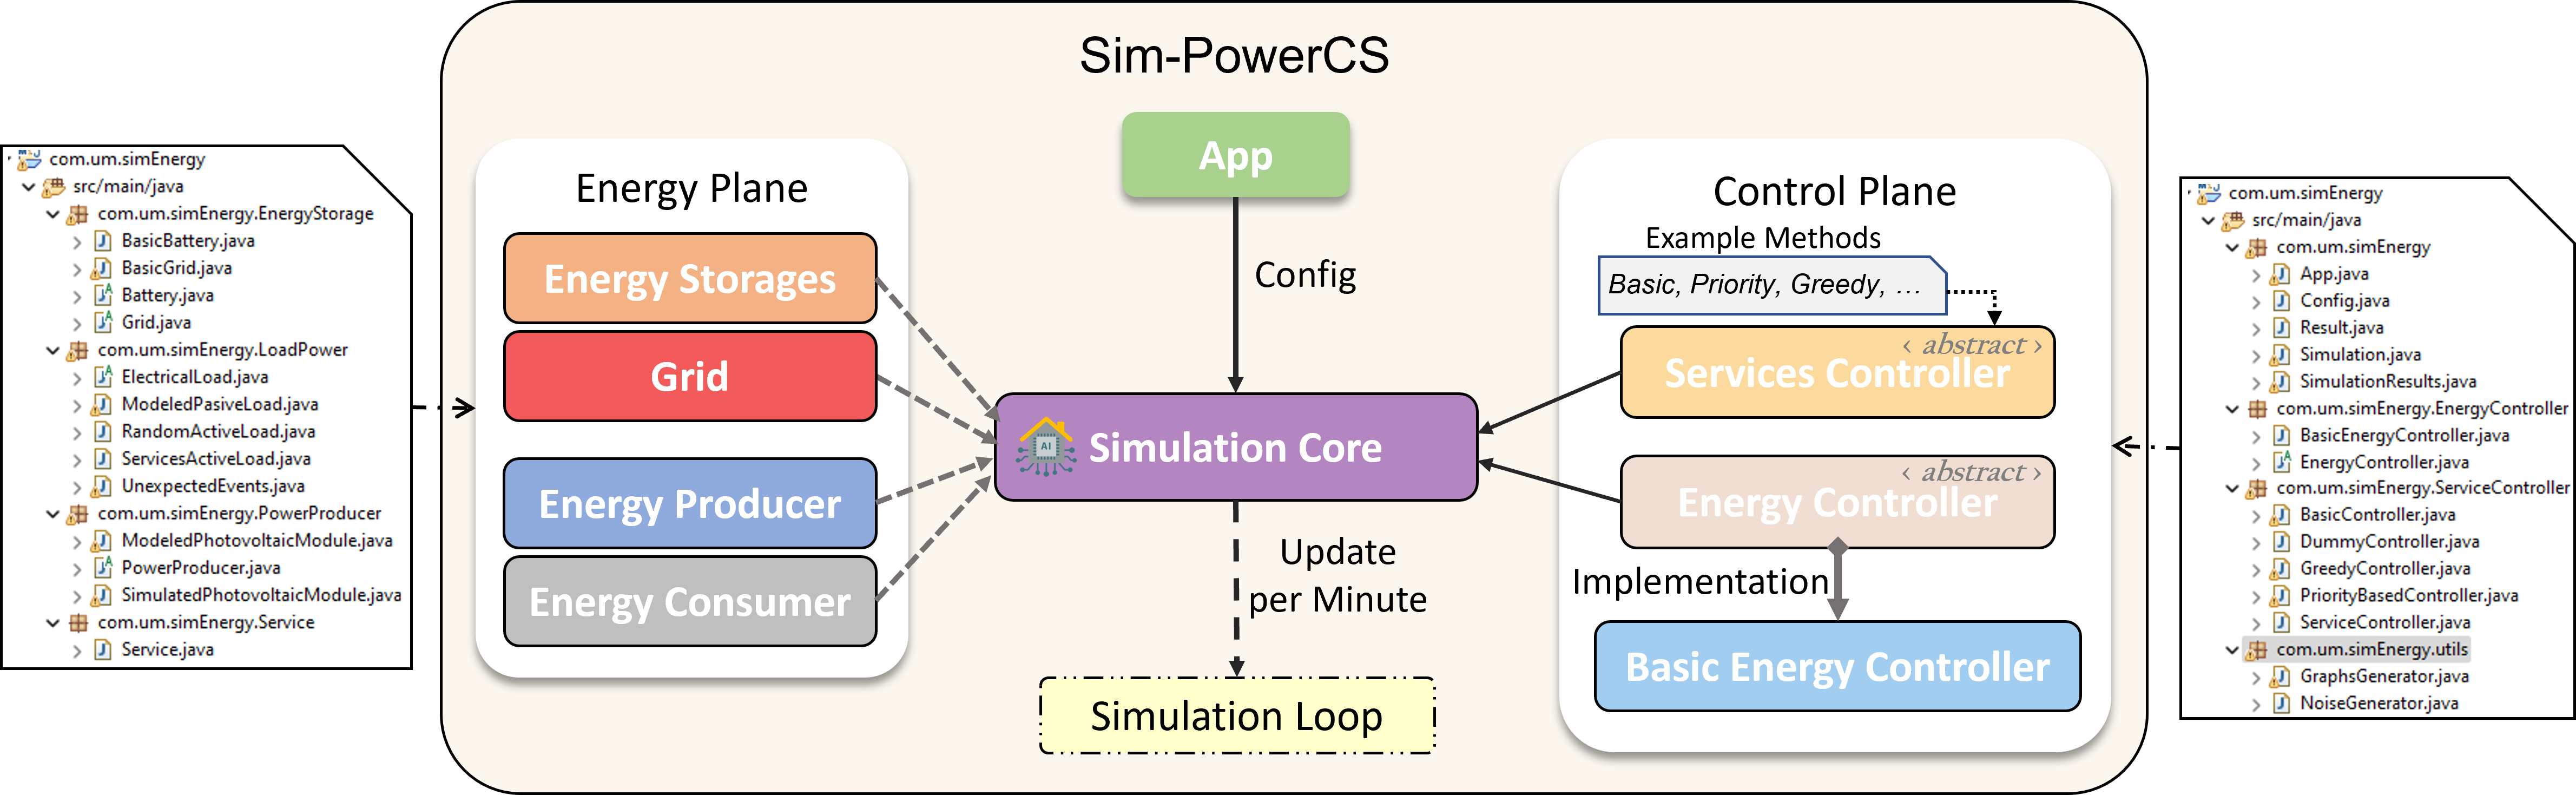 Sim-PowerCS
com.um.simEnergy
src/main/java
com.um.simEnergy.EnergyStorage
BasicBattery.java
BasicGrid.java
Battery.java
Grid.java
com.um.simEnergy.LoadPower
ElectricalLoad.java
ModeledPasiveLoad.java
RandomActiveLoad.java
ServicesActiveLoad.java
UnexpectedEvents.java
com.um.simEnergy.PowerProducer
ModeledPhotovoltaicModule.java
PowerProducer.java
SimulatedPhotovoltaicModule.java
com.um.simEnergy.Service
Service.java
Energy Plane
Energy Storages
Grid
Energy Producer
Energy Consumer
App
Config
AI
Simulation Core
Update
per Minute
Simulation Loop
Control Plane
Example Methods
Basic, Priority, Greedy, ...
‹ abstract ›
Services Controller
‹ abstract ›
Energy Controller
Implementation
Basic Energy Controller
com.um.simEnergy
src/main/java
com.um.simEnergy
App.java
Config.java
Result.java
Simulation.java
SimulationResults.java
com.um.simEnergy.EnergyController
BasicEnergyController.java
EnergyController.java
com.um.simEnergy.ServiceController
BasicController.java
DummyController.java
GreedyController.java
PriorityBasedController.java
ServiceController.java
com.um.simEnergy.utils
GraphsGenerator.java
NoiseGenerator.java